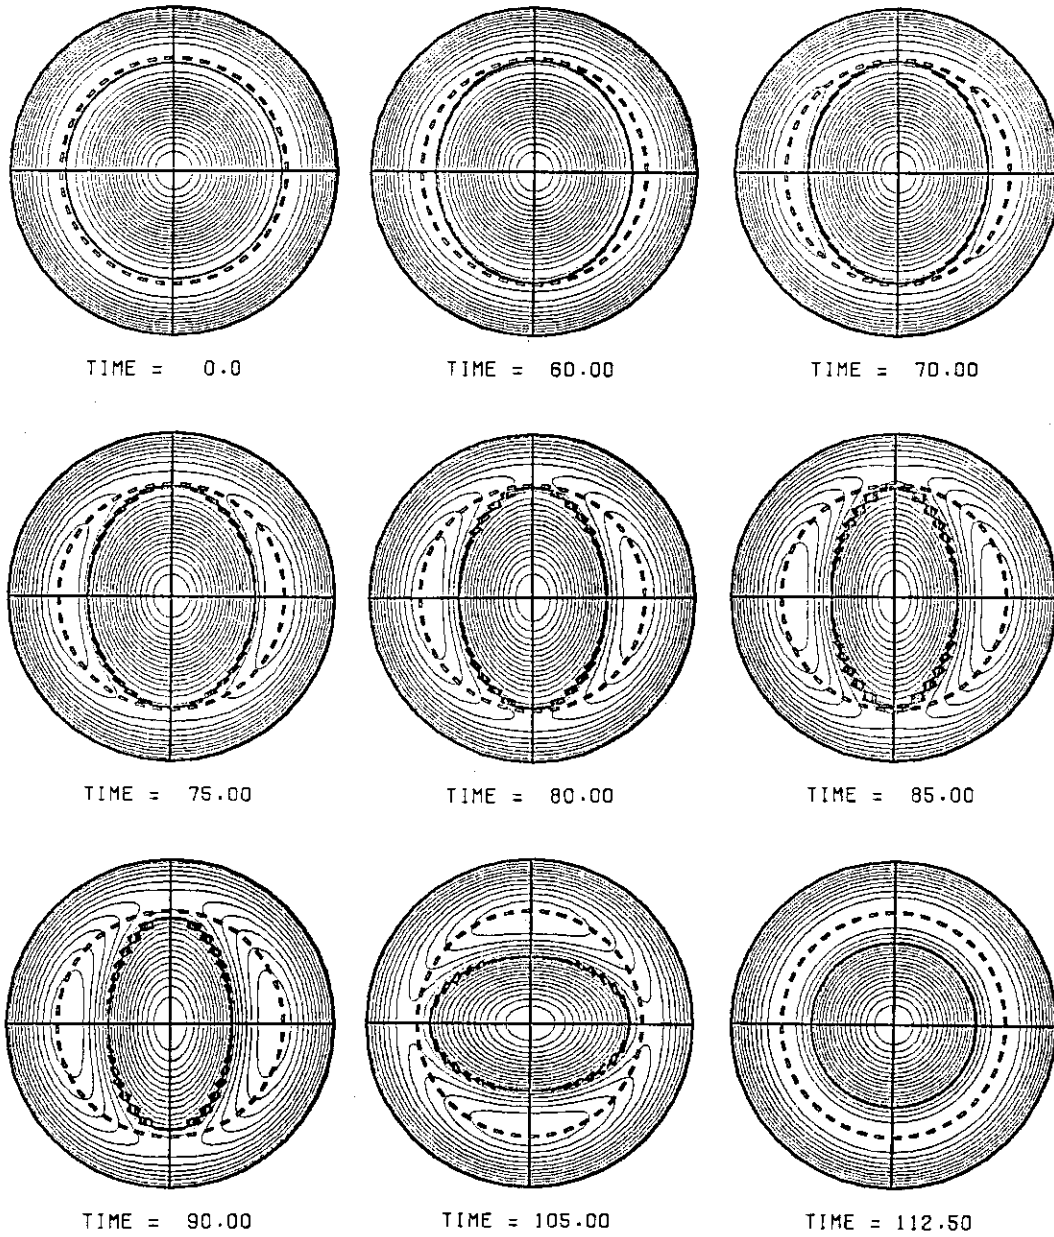 TIME = 0.0 TIME = 60.00 TIME = 70.00
TIME = 75.00 TIME = 80.00 TIME = 85.00
TIME = 90.00 TIME = 105.00 TIME = 112.50